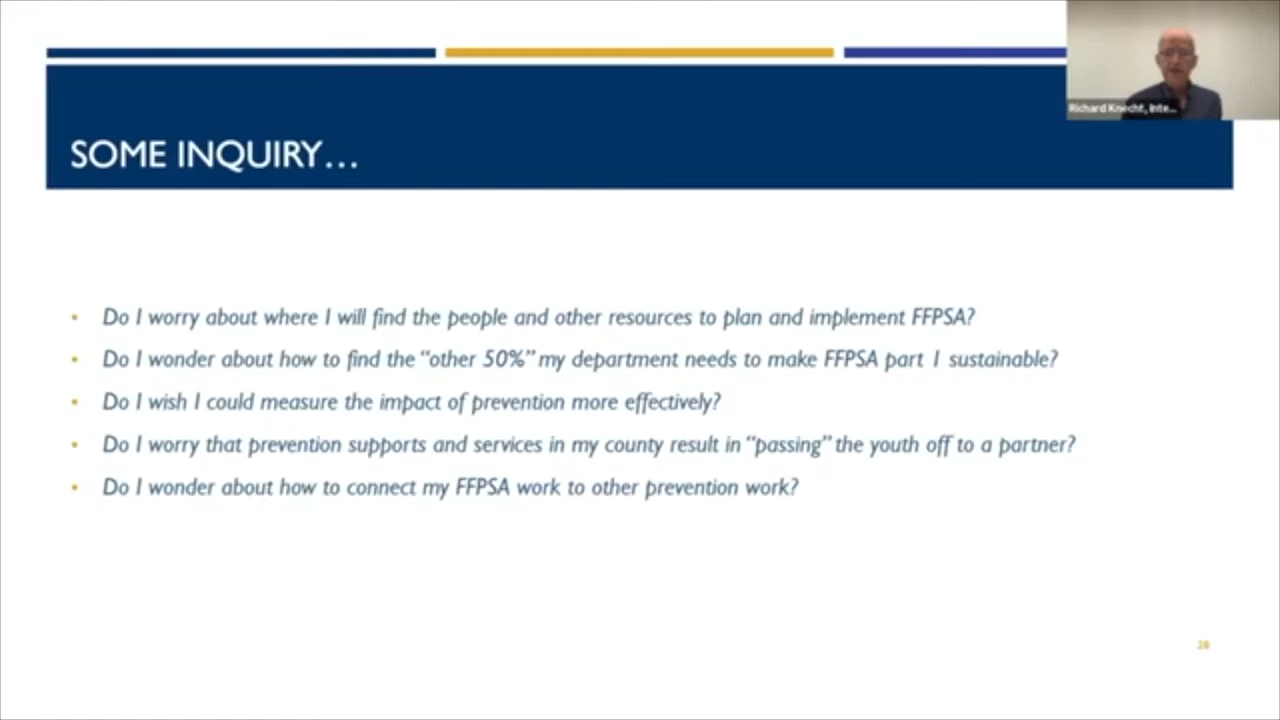 Richard Knecht, Inte...
SOME INQUIRY...
• Do I worry about where I will find the people and other resources to plan and implement FFPSA?
• Do I wonder about how to find the “other 50%” my department needs to make FFPSA part 1 sustainable?
• Do I wish I could measure the impact of prevention more effectively?
• Do I worry that prevention supports and services in my county result in “passing” the youth off to a partner?
• Do I wonder about how to connect my FFPSA work to other prevention work?
28